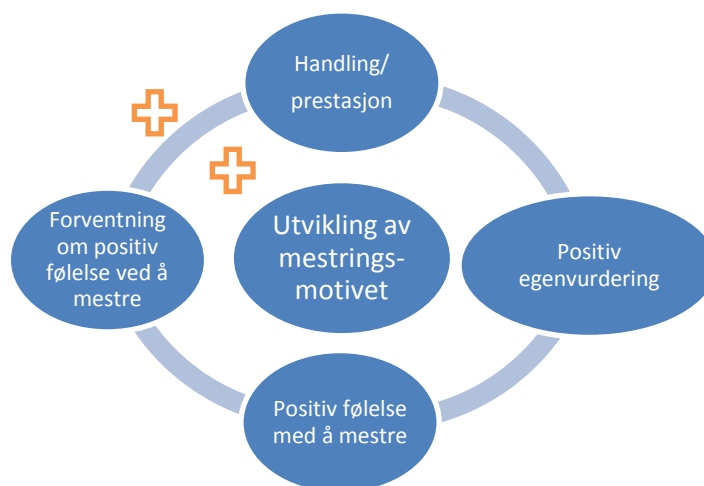 Handling/
prestasjon
Forventning
om positiv
følelse ved å
mestre
Utvikling av
mestrings-
motivet
Positiv
egenvurdering
Positiv følelse
med å mestre